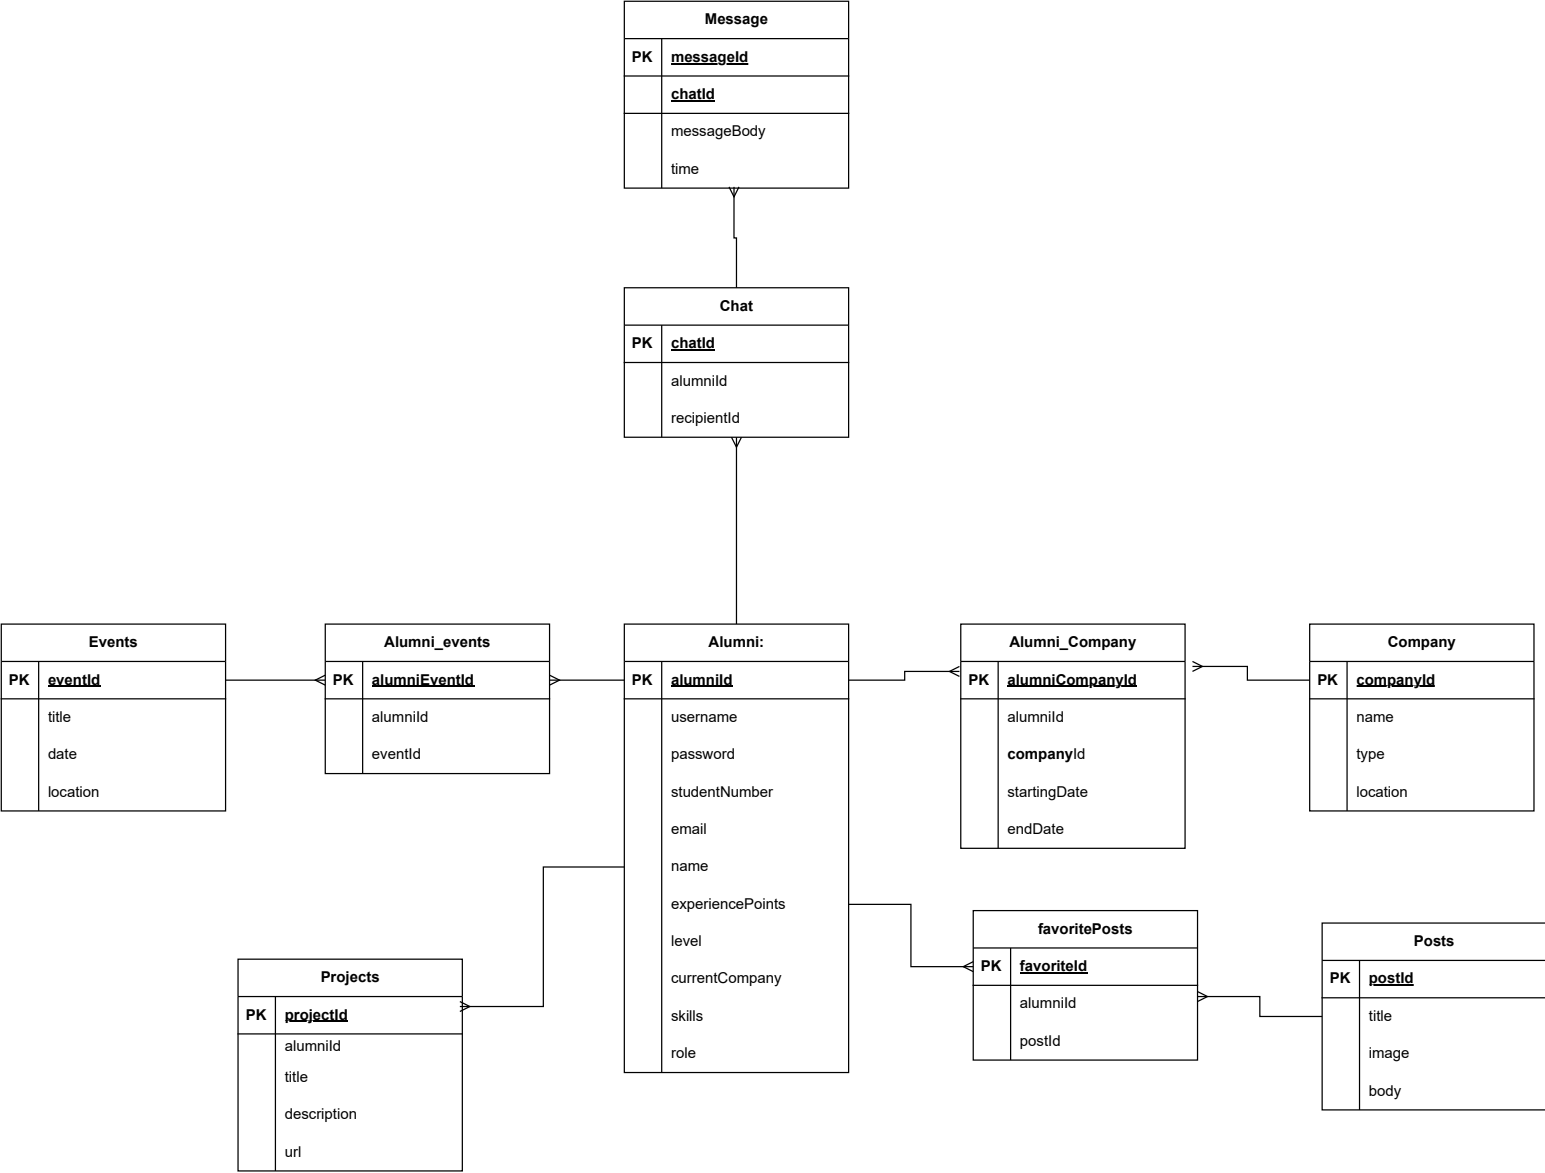 Message
PK messageId
chatId
messageBody
time
Chat
PK chatId
alumniId
recipientId
Events
PK eventId
title
date
location
Alumni_events
PK alumniEventId
alumniId
eventId
Alumni:
PK alumniId
username
password
studentNumber
email
name
experiencePoints
level
currentCompany
skills
role
Alumni_Company
PK alumniCompanyId
alumniId
companyId
startingDate
endDate
Company
PK companyId
name
type
location
Projects
PK projectId
alumniId
title
description
url
favoritePosts
PK favoriteId
alumniId
postId
Posts
PK postId
title
image
body